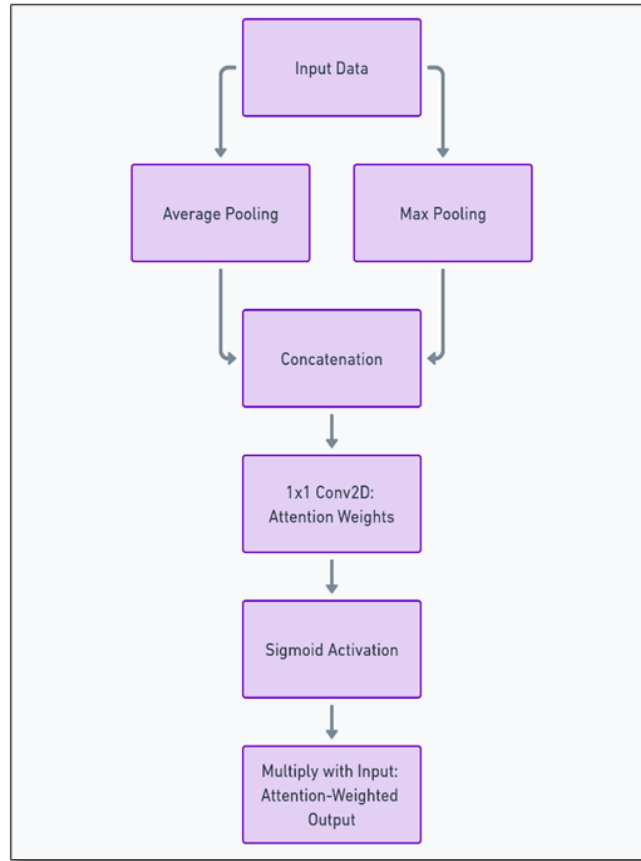 Input Data
Average Pooling
Max Pooling
Concatenation
1x1 Conv2D:
Attention Weights
Sigmoid Activation
Multiply with Input:
Attention-Weighted
Output